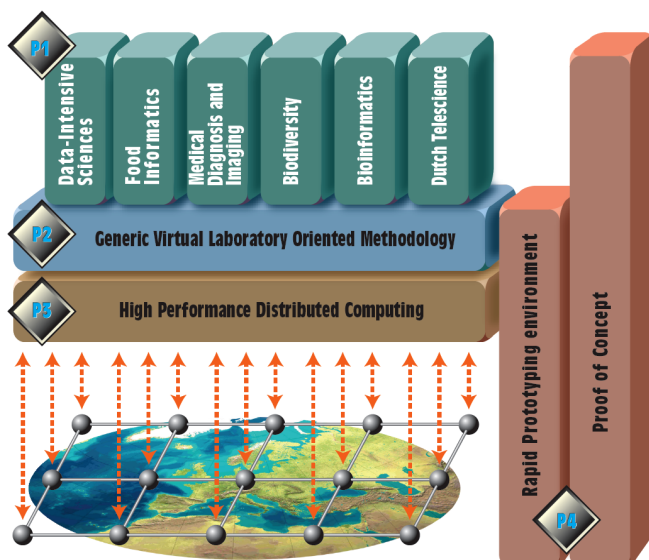 P1
Data-Intensive
Sciences
Food
Informatics
Medical
Diagnosis and
Imaging
Biodiversity
Bioinformatics
Dutch Telescience
P2
Generic Virtual Laboratory Oriented Methodology
P3
High Performance Distributed Computing
Rapid Prototyping environment
Proof of Concept
P4